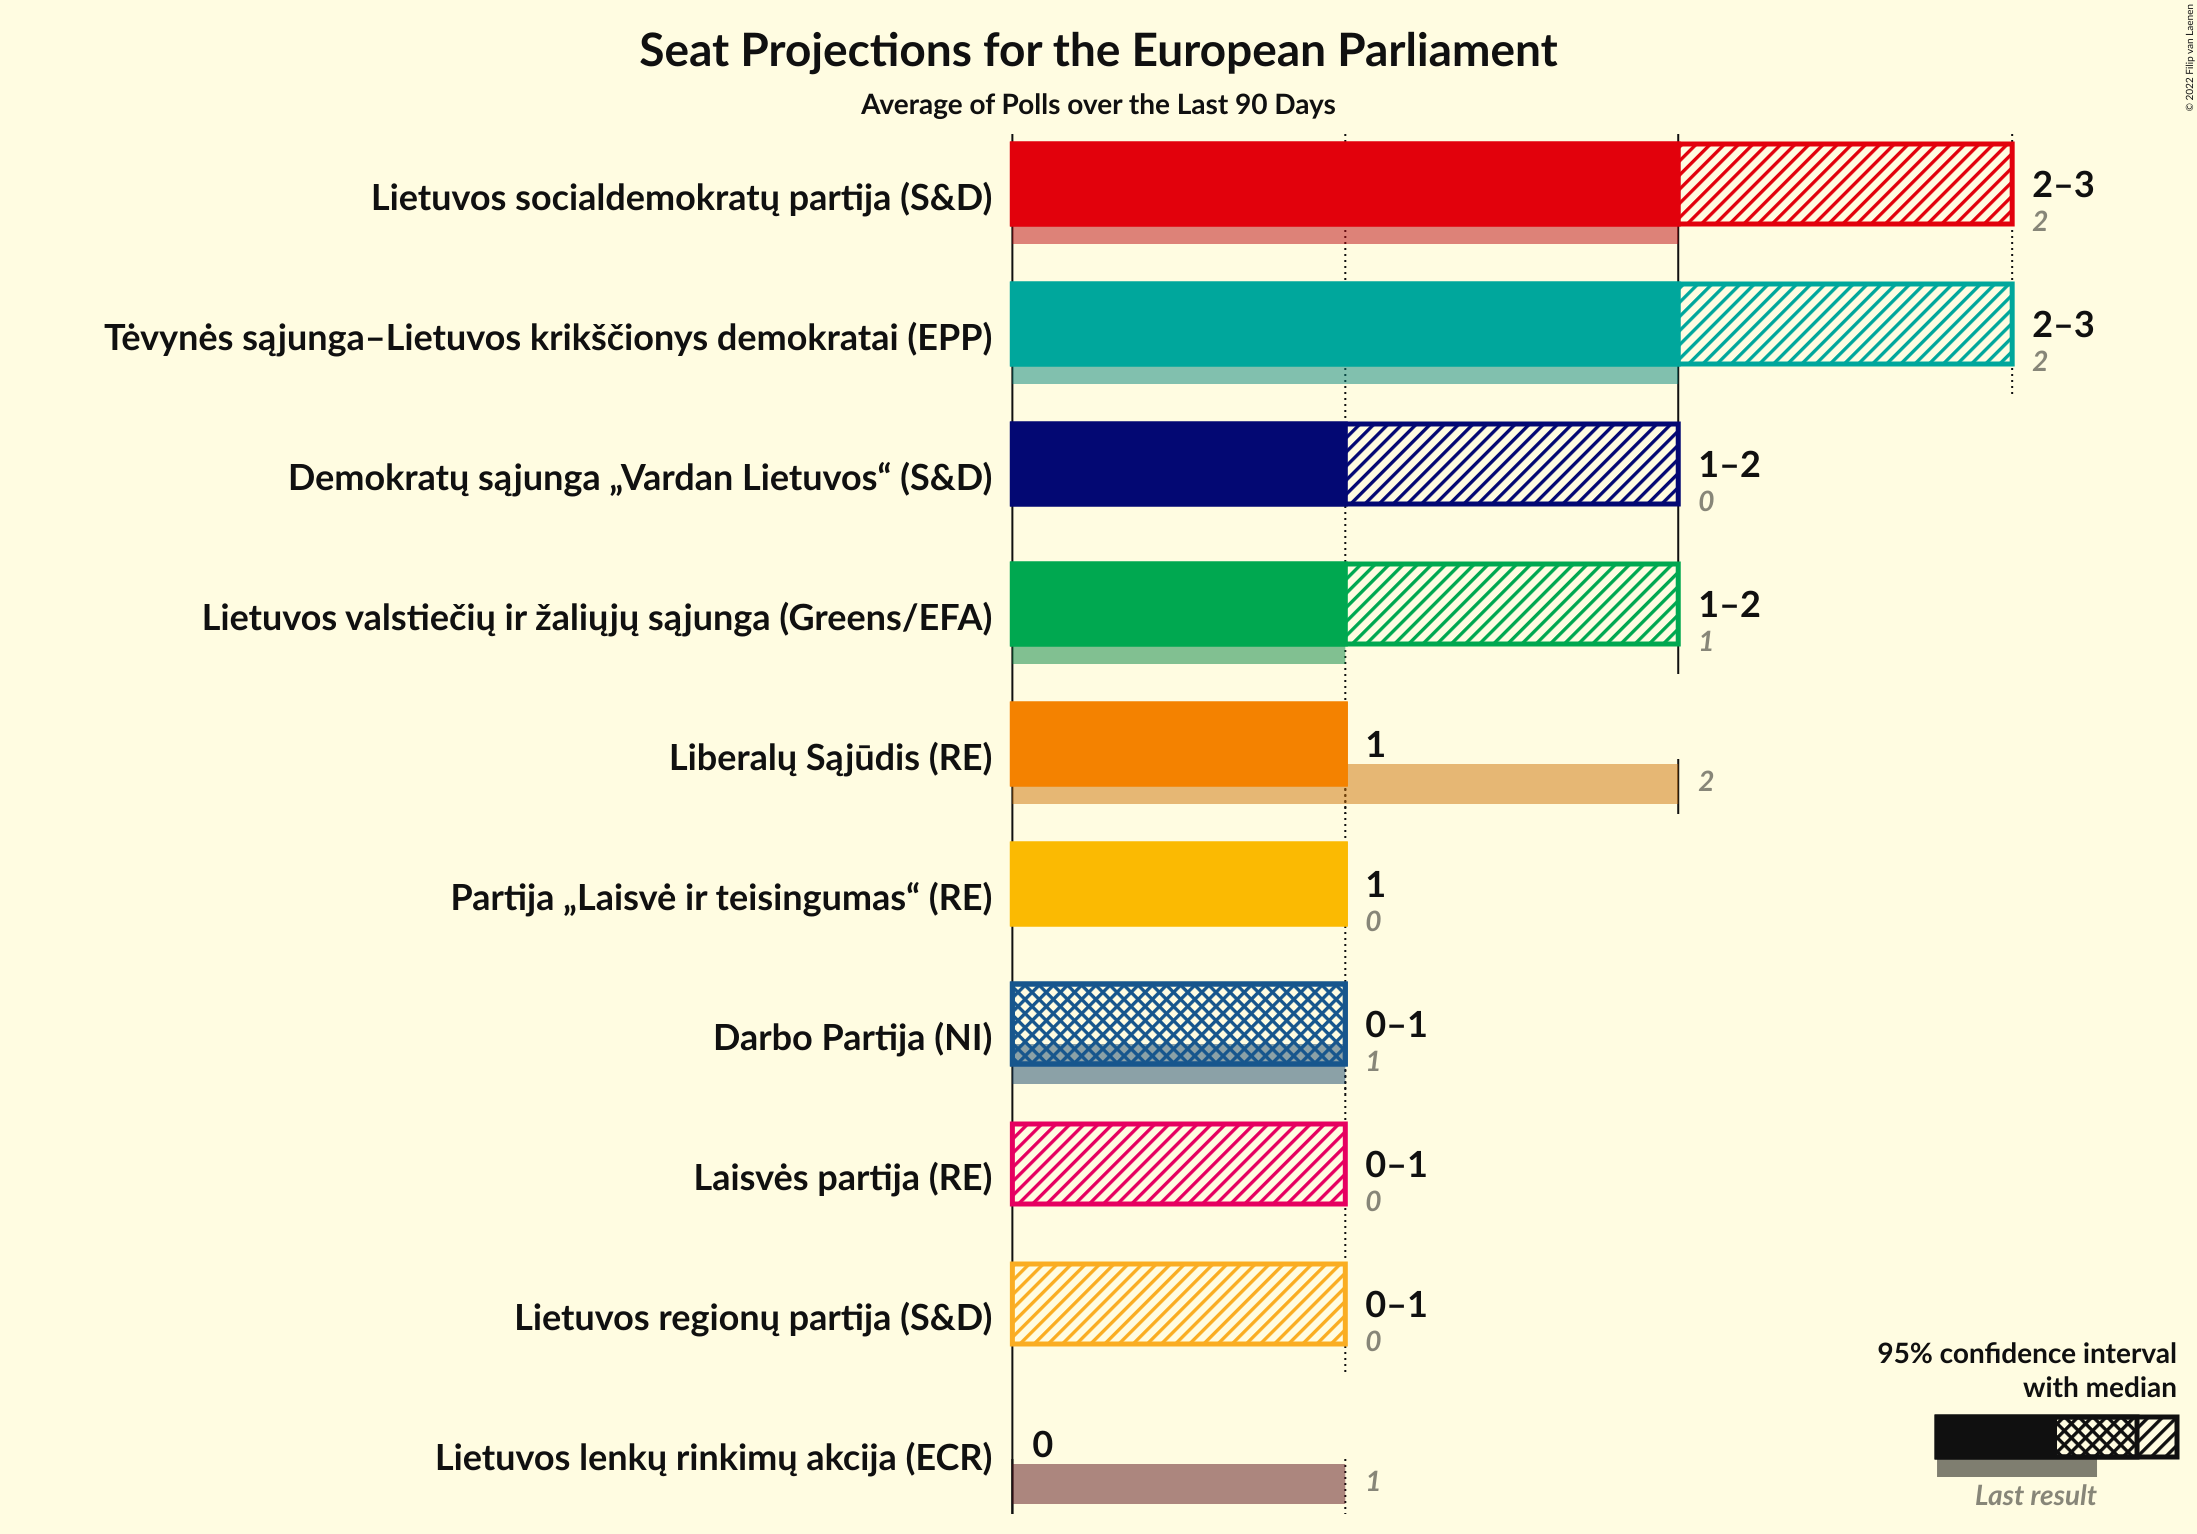 Seat Projections for the European Parliament
Average of Polls over the Last 90 Days
© 2022 Filip van Laenen
Lietuvos socialdemokratų partija (S&D)
2–3
2
Tėvynės sąjunga–Lietuvos krikščionys demokratai (EPP)
2–3
2
Demokratų sąjunga „Vardan Lietuvos“ (S&D)
1–2
0
Lietuvos valstiečių ir žaliųjų sąjunga (Greens/EFA)
1–2
1
Liberalų Sąjūdis (RE)
1
2
Partija „Laisvė ir teisingumas“ (RE)
1
0
Darbo Partija (NI)
0–1
1
Laisvės partija (RE)
0–1
0
Lietuvos regionų partija (S&D)
0–1
0
Lietuvos lenkų rinkimų akcija (ECR)
0
1
95% confidence interval
with median
Last result